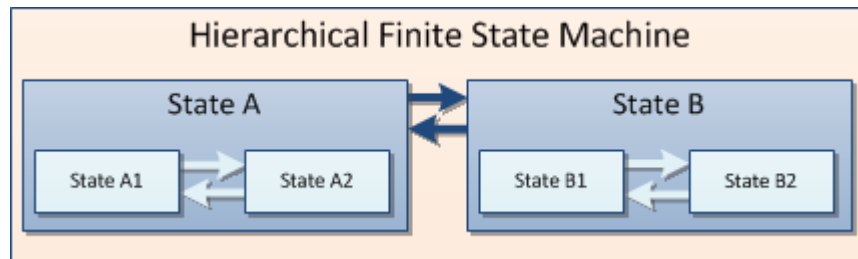 Hierarchical Finite State Machine
State A
State B
State A1
State A2
State B1
State B2